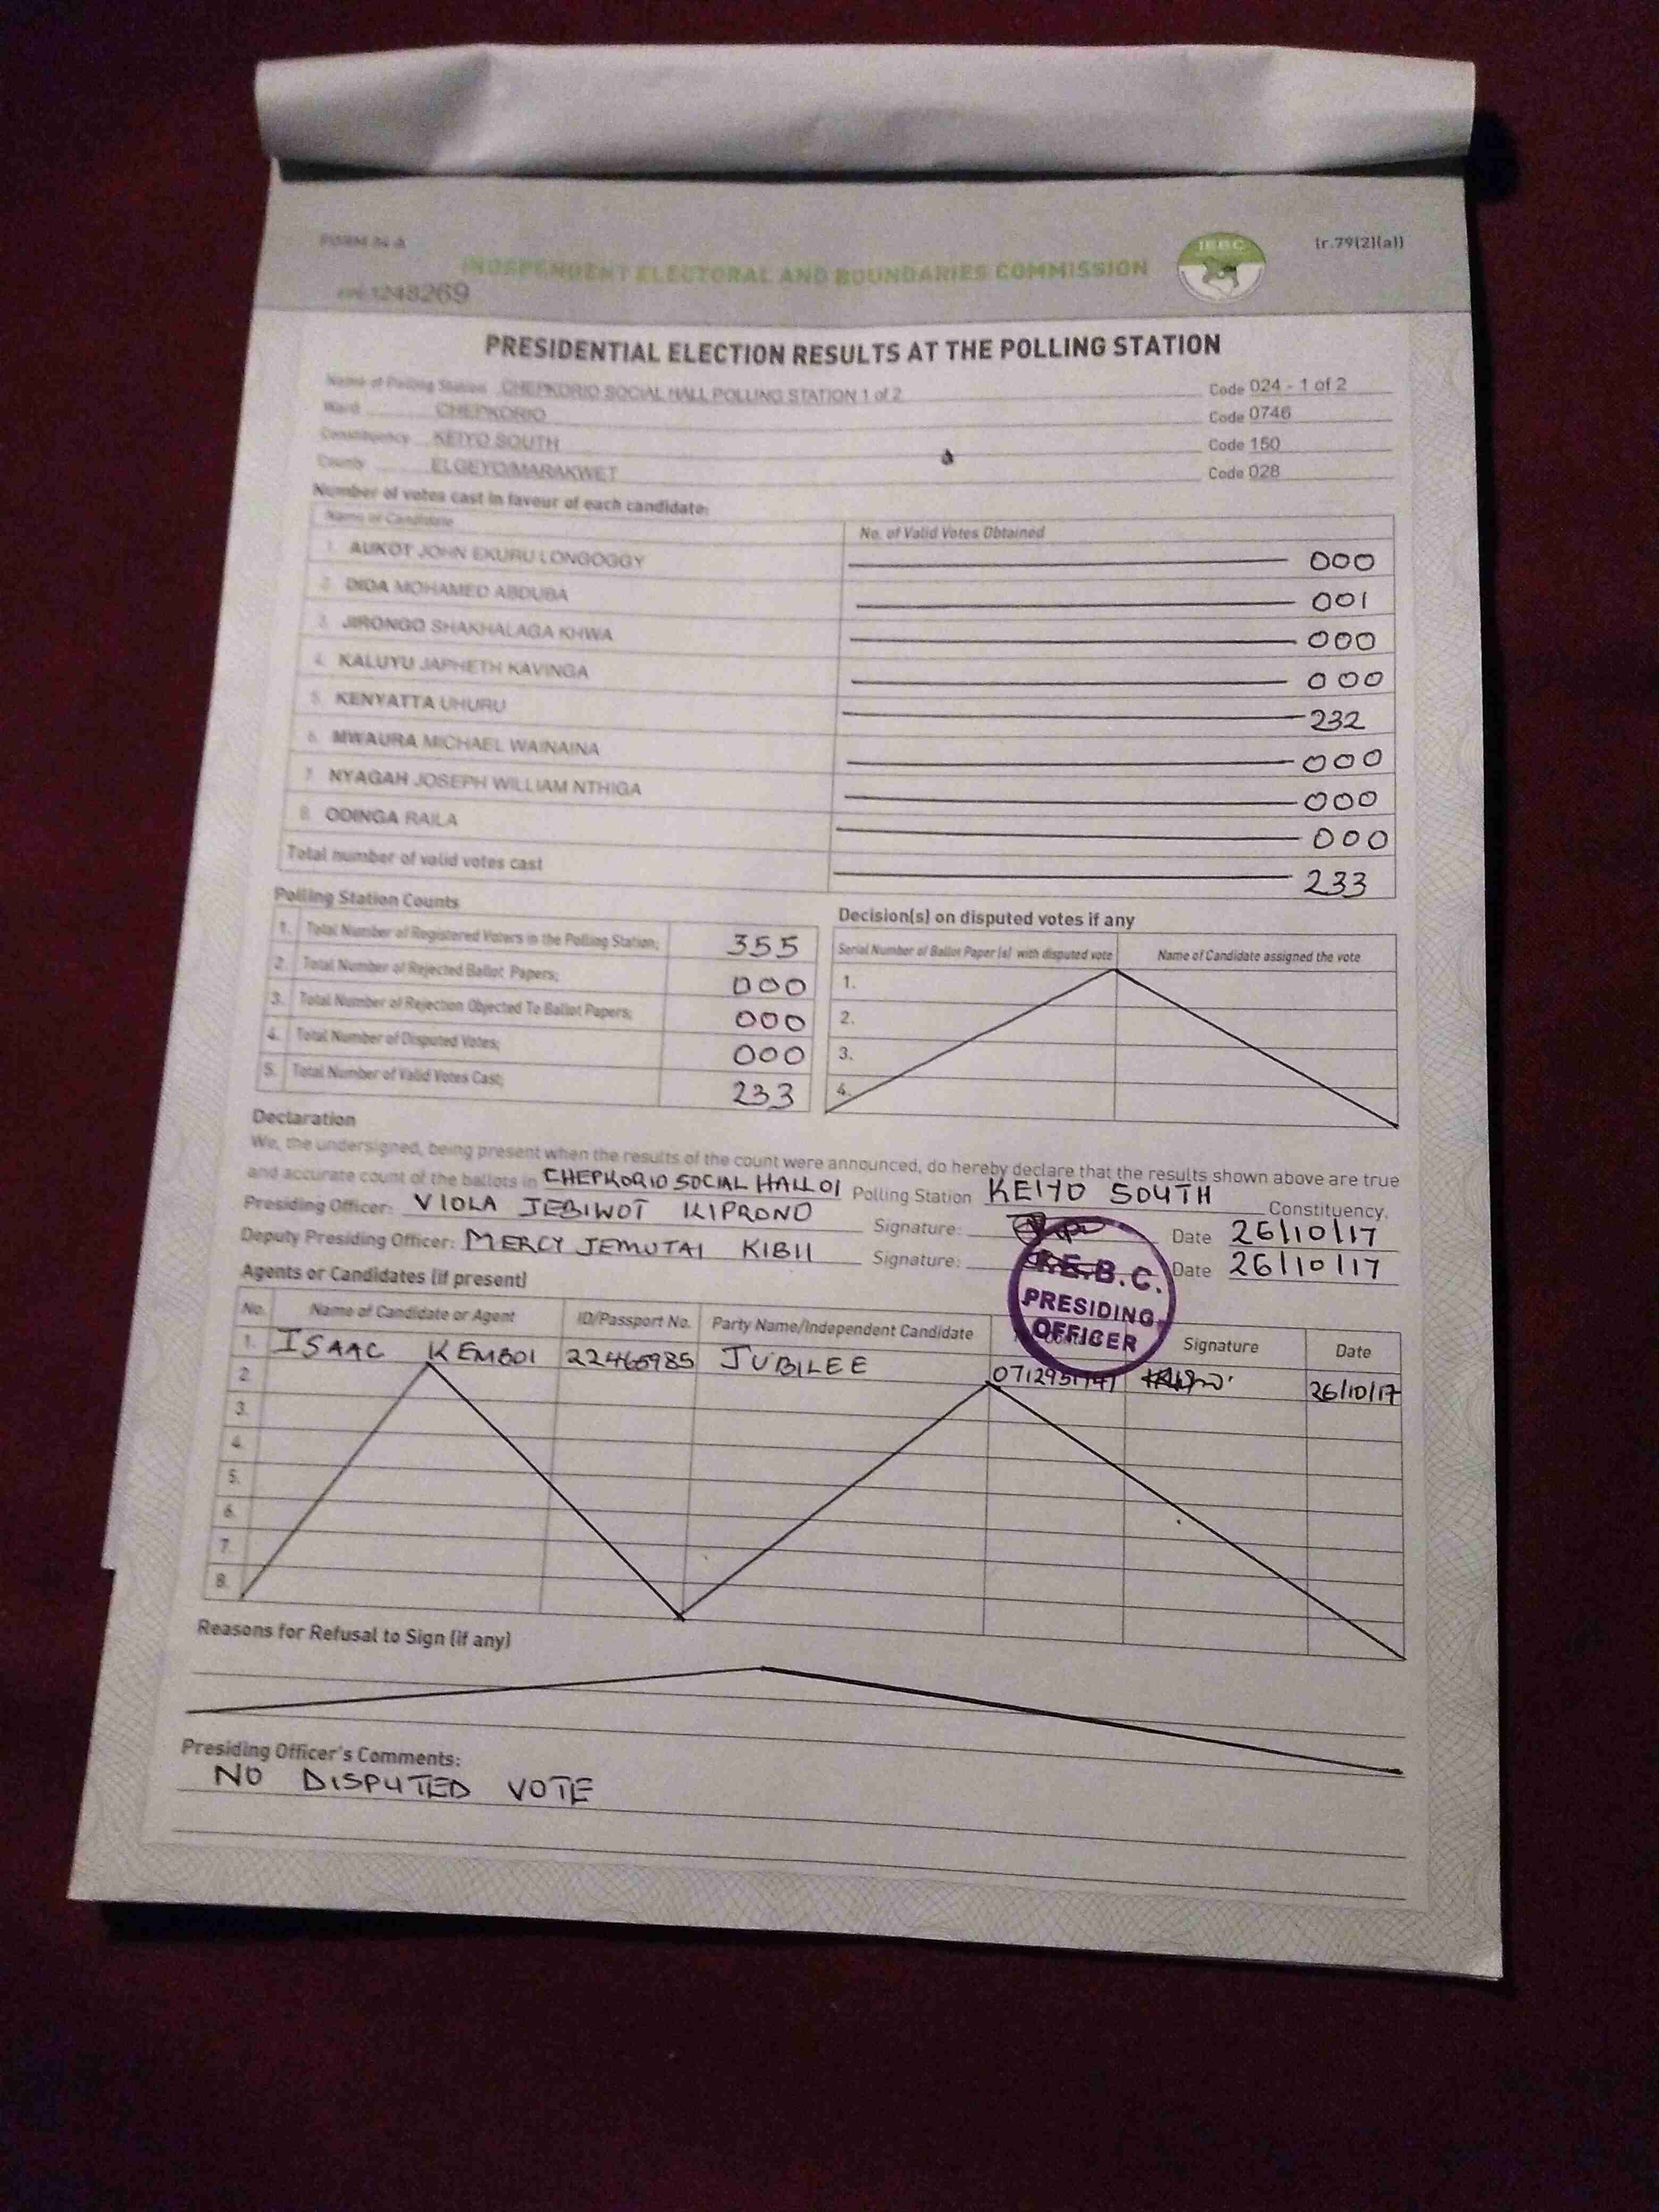 FORM 34 A
(r.79(2)(a))
INDEPENDENT ELECTORAL AND BOUNDARIES COMMISSION
IEBC
1248269
PRESIDENTIAL ELECTION RESULTS AT THE POLLING STATION
Name of Polling Station CHEPKORIO SOCIAL HALL POLLING STATION 1 of 2 Code 024 - 1 of 2
Ward CHEPKORIO Code 0746
Constituency KEIYO SOUTH Code 150
County ELGEYO/MARAKWET Code 028
Number of votes cast in favour of each candidate:
Name of Candidate No. of Valid Votes Obtained
1. AUKOT JOHN EKURU LONGOGGY 000
2. DIDA MOHAMED ABDUBA 001
3. JIRONGO SHAKHALAGA KHWA 000
4. KALUYU JAPHETH KAVINGA 000
5. KENYATTA UHURU 232
6. MWAURA MICHAEL WAINAINA 000
7. NYAGAH JOSEPH WILLIAM NTHIGA 000
8. ODINGA RAILA 000
Total number of valid votes cast 233
Polling Station Counts
1. Total Number of Registered Voters in the Polling Station; 355
2. Total Number of Rejected Ballot Papers; 000
3. Total Number of Rejection Objected To Ballot Papers; 000
4. Total Number of Disputed Votes; 000
5. Total Number of Valid Votes Cast; 233
Decision(s) on disputed votes if any
Serial Number of Ballot Paper (s) with disputed vote Name of Candidate assigned the vote
1.
2.
3.
4.
Declaration
We, the undersigned, being present when the results of the count were announced, do hereby declare that the results shown above are true
and accurate count of the ballots in CHEPKORIO SOCIAL HALL 01 Polling Station KEIYO SOUTH Constituency.
Presiding Officer: VIOLA JEBIWOT KIPRONO Signature: Date 26/10/17
Deputy Presiding Officer: MERCY JEMUTAI KIBII Signature: Date 26/10/17
I.E.B.C.
PRESIDING
OFFICER
Agents or Candidates (if present)
No. Name of Candidate or Agent ID/Passport No. Party Name/Independent Candidate Signature Date
1. ISAAC KEMBOI 22465985 JUBILEE 26/10/17
2.
3.
4.
5.
6.
7.
8.
Reasons for Refusal to Sign (if any)
Presiding Officer's Comments:
NO DISPUTED VOTE